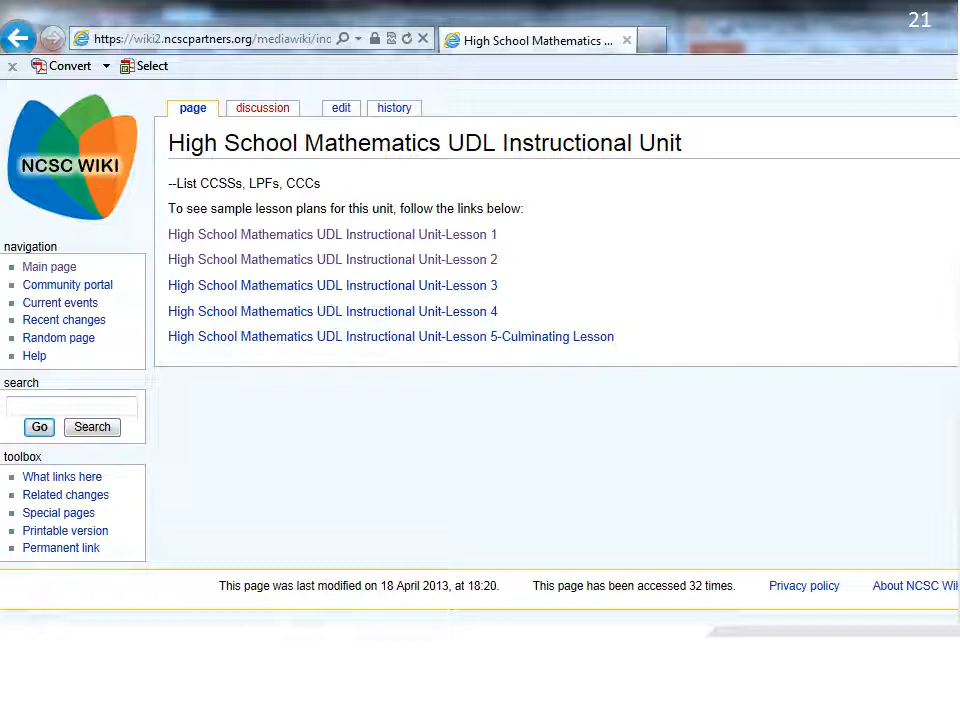 21
https://wiki2.ncscpartners.org/mediawiki/inc
High School Mathematics ...
Convert
Select
NCSC WIKI
page discussion edit history
High School Mathematics UDL Instructional Unit
--List CCSSs, LPFs, CCCs
To see sample lesson plans for this unit, follow the links below:
High School Mathematics UDL Instructional Unit-Lesson 1
High School Mathematics UDL Instructional Unit-Lesson 2
High School Mathematics UDL Instructional Unit-Lesson 3
High School Mathematics UDL Instructional Unit-Lesson 4
High School Mathematics UDL Instructional Unit-Lesson 5-Culminating Lesson
navigation
Main page
Community portal
Current events
Recent changes
Random page
Help
search
Go Search
toolbox
What links here
Related changes
Special pages
Printable version
Permanent link
This page was last modified on 18 April 2013, at 18:20. This page has been accessed 32 times. Privacy policy About NCSC Wi